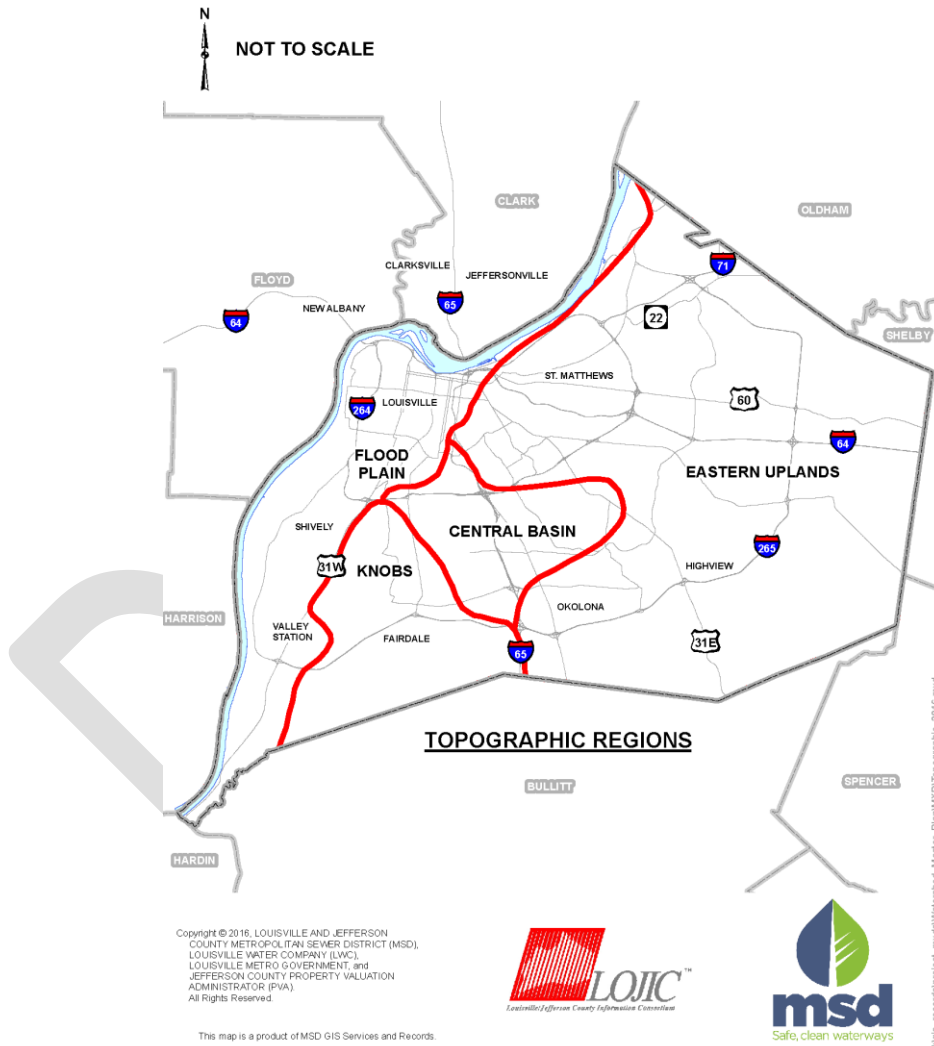 N
NOT TO SCALE
CLARK
OLDHAM
CLARKSVILLE
JEFFERSONVILLE
71
FLOYD
65
NEW ALBANY
64
22
SHELBY
ST. MATTHEWS
60
LOUISVILLE
264
64
FLOOD
PLAIN
EASTERN UPLANDS
SHIVELY
CENTRAL BASIN
265
31W
KNOBS
HIGHVIEW
OKOLONA
HARRISON
VALLEY
STATION
FAIRDALE
31E
65
TOPOGRAPHIC REGIONS
BULLITT
SPENCER
HARDIN
Copyright © 2016, LOUISVILLE AND JEFFERSON
COUNTY METROPOLITAN SEWER DISTRICT (MSD),
LOUISVILLE WATER COMPANY (LWC),
LOUISVILLE METRO GOVERNMENT, and
JEFFERSON COUNTY PROPERTY VALUATION
ADMINISTRATOR (PVA)
All Rights Reserved.
This map is a product of MSD GIS Services and Records.
LOJIC™
Louisville/Jefferson County Information Consortium
msd
Safe, clean waterways